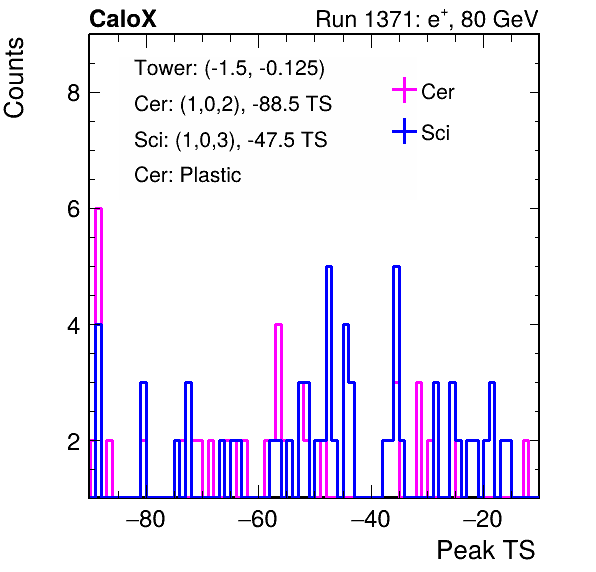 CaloX Run 1371: e⁺, 80 GeV
Counts
Tower: (-1.5, -0.125)
Cer: (1,0,2), -88.5 TS
Sci: (1,0,3), -47.5 TS
Cer: Plastic
Cer
Sci
8
6
4
2
−80 −60 −40 −20
Peak TS